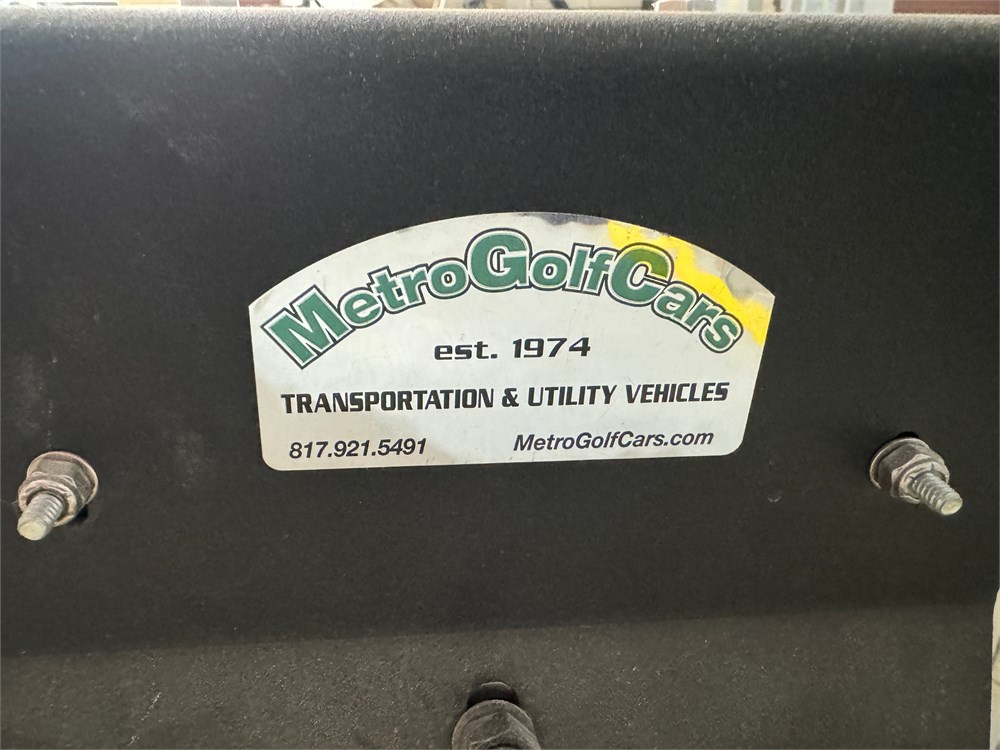 MetroGolfCars
est. 1974
TRANSPORTATION & UTILITY VEHICLES
817.921.5491 MetroGolfCars.com